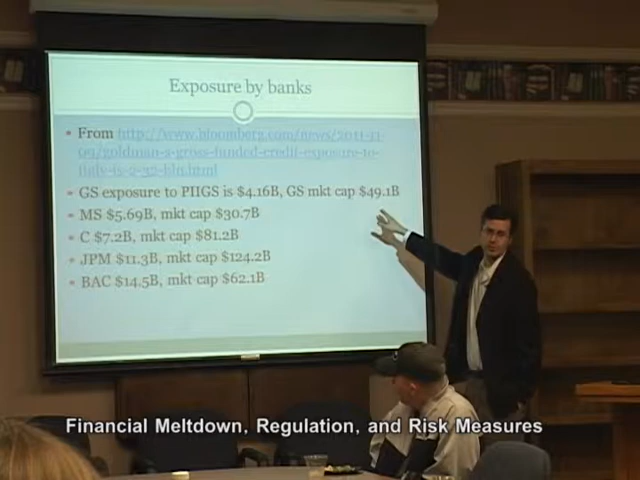 Exposure by banks
• From http://www.bloomberg.com/news/2011-11-
09/goldman-s-gross-funded-credit-exposure-to-
italy-is-2-32-bln.html
• GS exposure to PIIGS is $4.16B, GS mkt cap $49.1B
• MS $5.69B, mkt cap $30.7B
• C $7.2B, mkt cap $81.2B
• JPM $11.3B, mkt cap $124.2B
• BAC $14.5B, mkt cap $62.1B
Financial Meltdown, Regulation, and Risk Measures